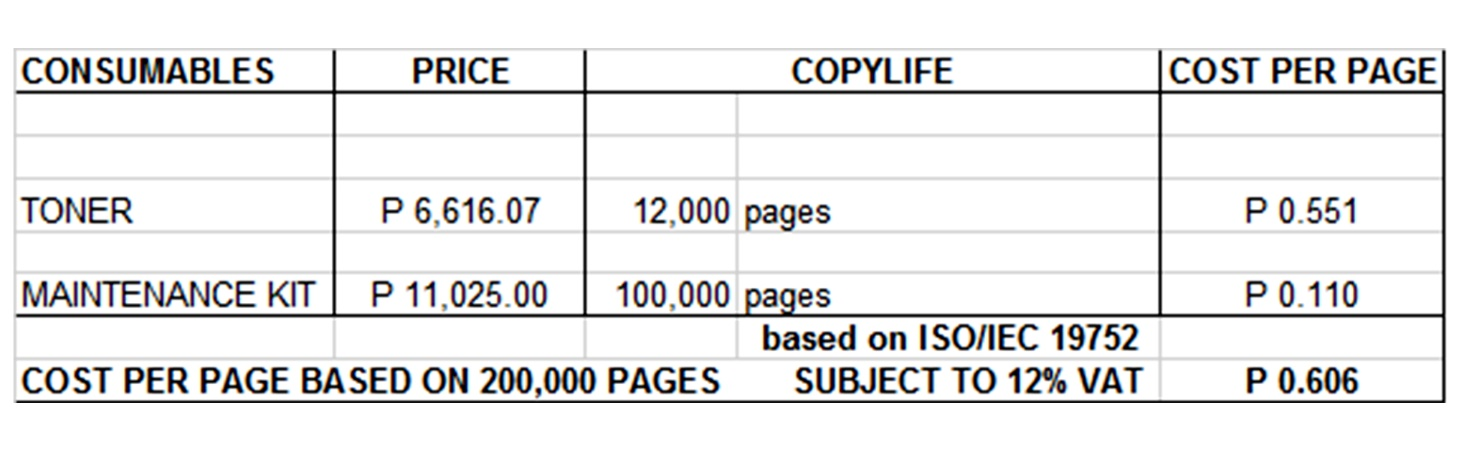 CONSUMABLES PRICE COPYLIFE COST PER PAGE
TONER P 6,616.07 12,000 pages P 0.551
MAINTENANCE KIT P 11,025.00 100,000 pages P 0.110
based on ISO/IEC 19752
COST PER PAGE BASED ON 200,000 PAGES SUBJECT TO 12% VAT P 0.606